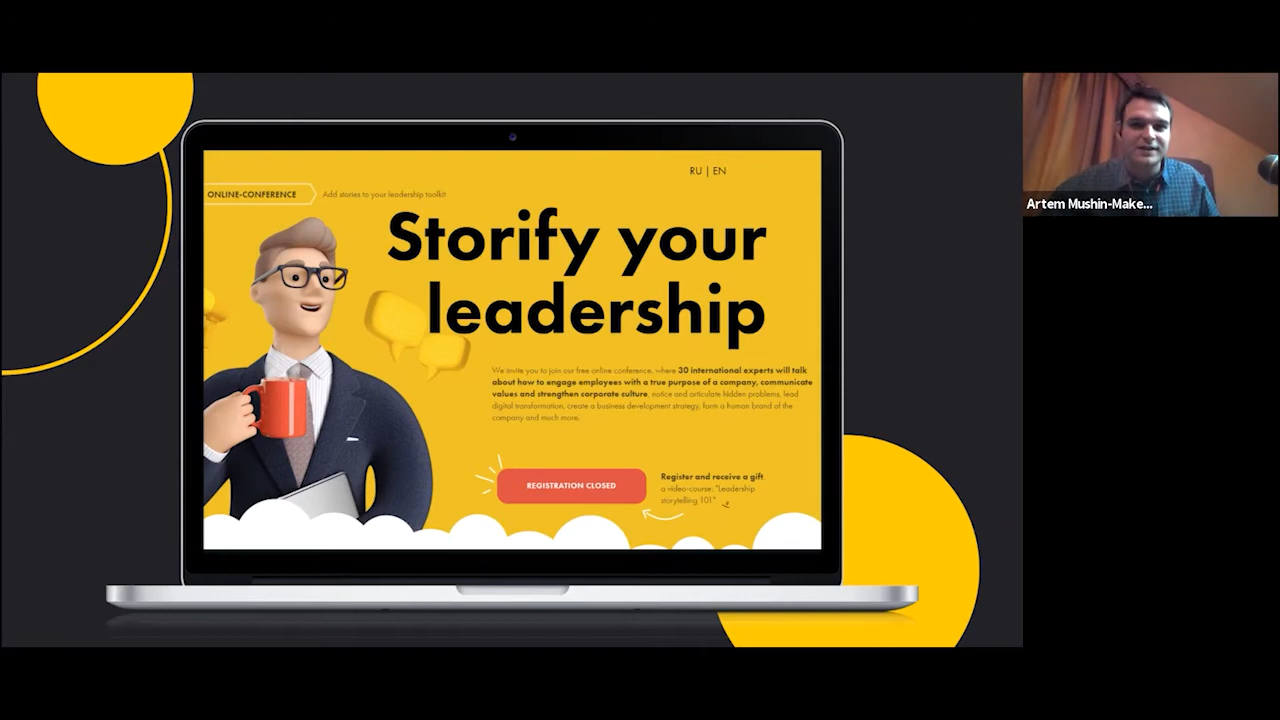 RU | EN
ONLINE-CONFERENCE
Add stories to your leadership toolkit
Storify your
leadership
We invite you to join our free online conference, where 30 international experts will talk
about how to engage employees with a true purpose of a company, communicate
values and strengthen corporate culture, notice and articulate hidden problems, lead
digital transformation, create a business development strategy, form a human brand of the
company and much more.
REGISTRATION CLOSED
Register and receive a gift
a video-course: "Leadership
storytelling 101"
Artem Mushin-Make...